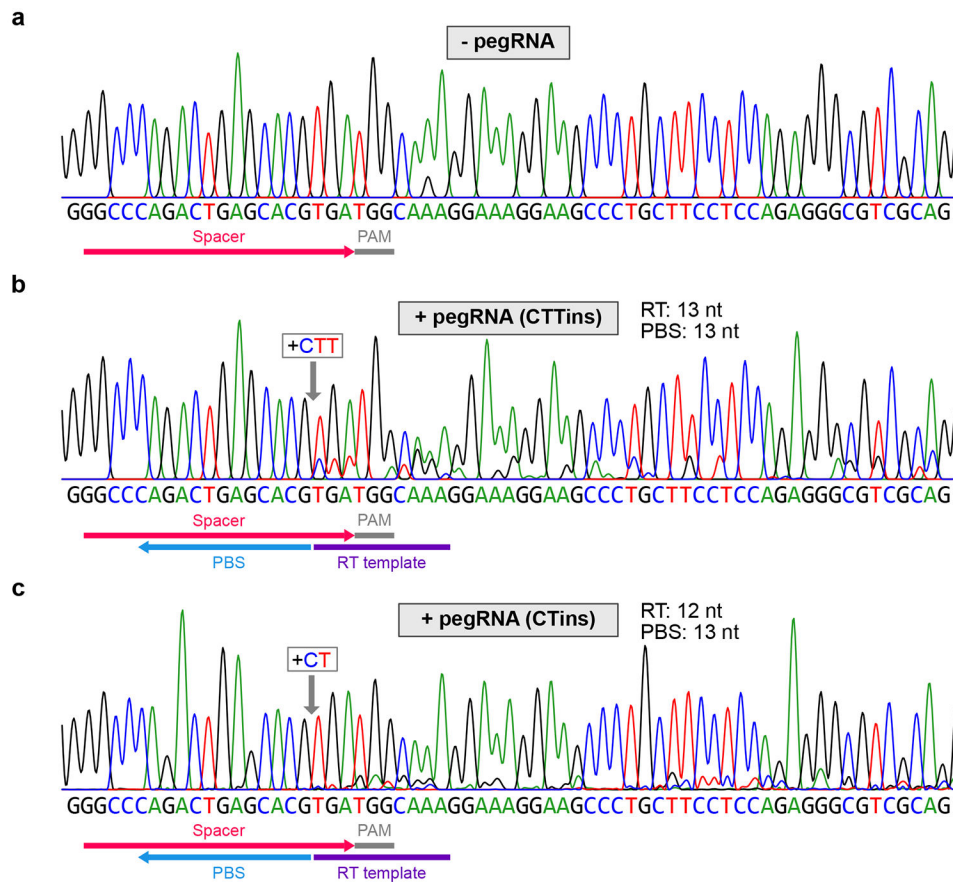 a
- pegRNA
GGGCCCAGACTGAGCACGTGATGGCAAAGGAAAGGAAGCCCTGCTTCCTCCAGAGGGCGTCGCAG
Spacer
PAM
b
+ pegRNA (CTTins)
RT: 13 nt
PBS: 13 nt
+CTT
GGGCCCAGACTGAGCACGTGATGGCAAAGGAAAGGAAGCCCTGCTTCCTCCAGAGGGCGTCGCAG
Spacer
PAM
PBS
RT template
c
+ pegRNA (CTins)
RT: 12 nt
PBS: 13 nt
+CT
GGGCCCAGACTGAGCACGTGATGGCAAAGGAAAGGAAGCCCTGCTTCCTCCAGAGGGCGTCGCAG
Spacer
PAM
PBS
RT template